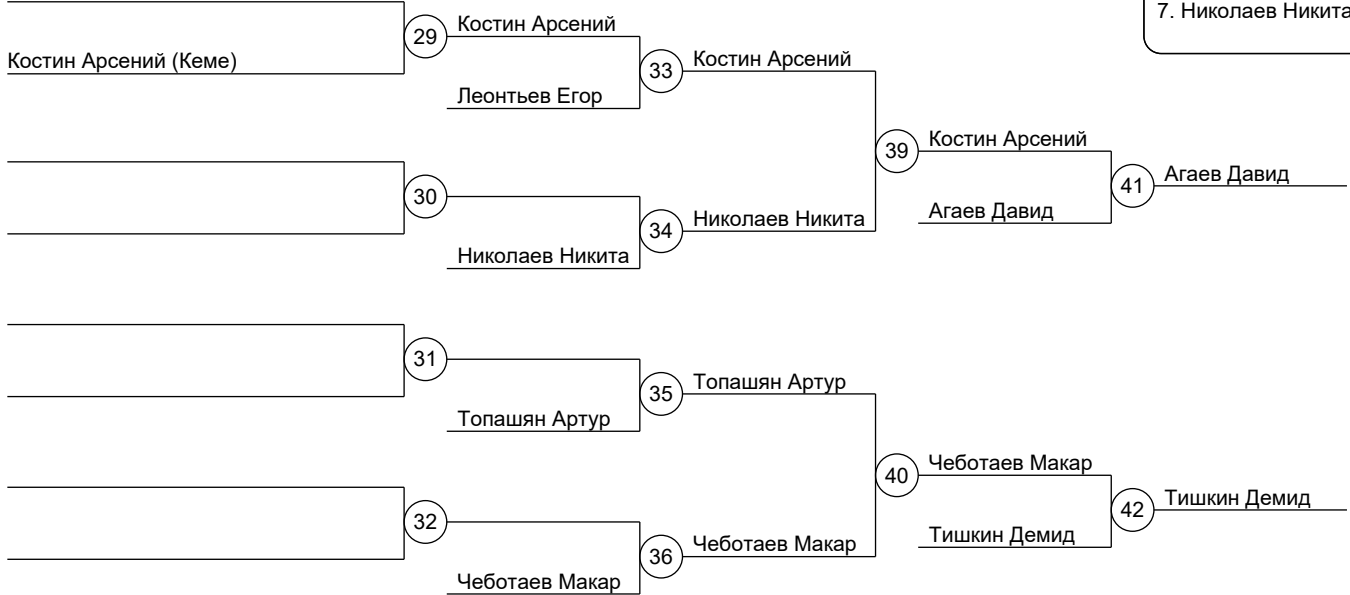 7. Николаев Никита
29
Костин Арсений
Костин Арсений (Кеме)
33
Костин Арсений
Леонтьев Егор
39
Костин Арсений
30
41
Агаев Давид
34
Николаев Никита
Агаев Давид
Николаев Никита
31
35
Топашян Артур
Топашян Артур
40
Чеботаев Макар
32
42
Тишкин Демид
36
Чеботаев Макар
Тишкин Демид
Чеботаев Макар